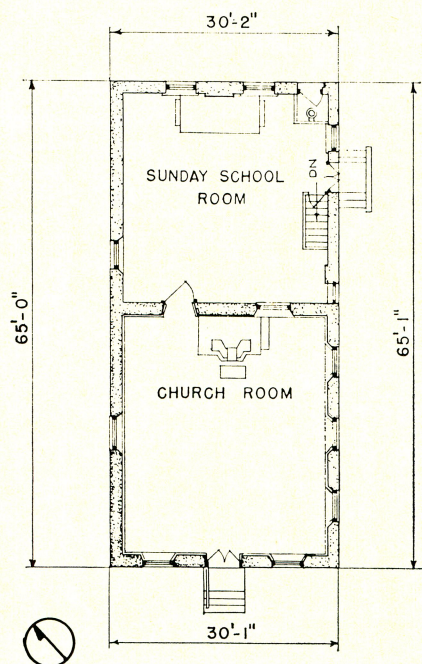 30'-2"
SUNDAY SCHOOL
ROOM
DN
65'-0"
65'-1"
CHURCH ROOM
30'-1"